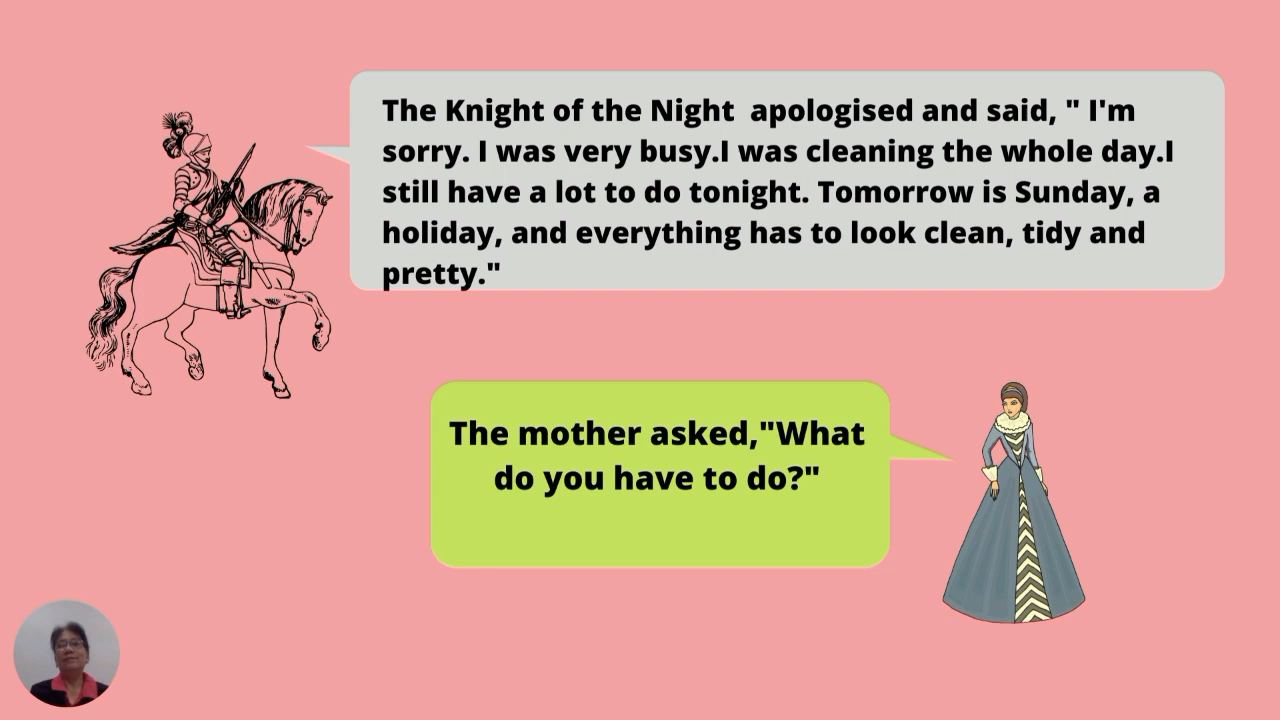 The Knight of the Night  apologised and said, " I'm
sorry. I was very busy.I was cleaning the whole day.I
still have a lot to do tonight. Tomorrow is Sunday, a
holiday, and everything has to look clean, tidy and
pretty."
The mother asked,"What
do you have to do?"